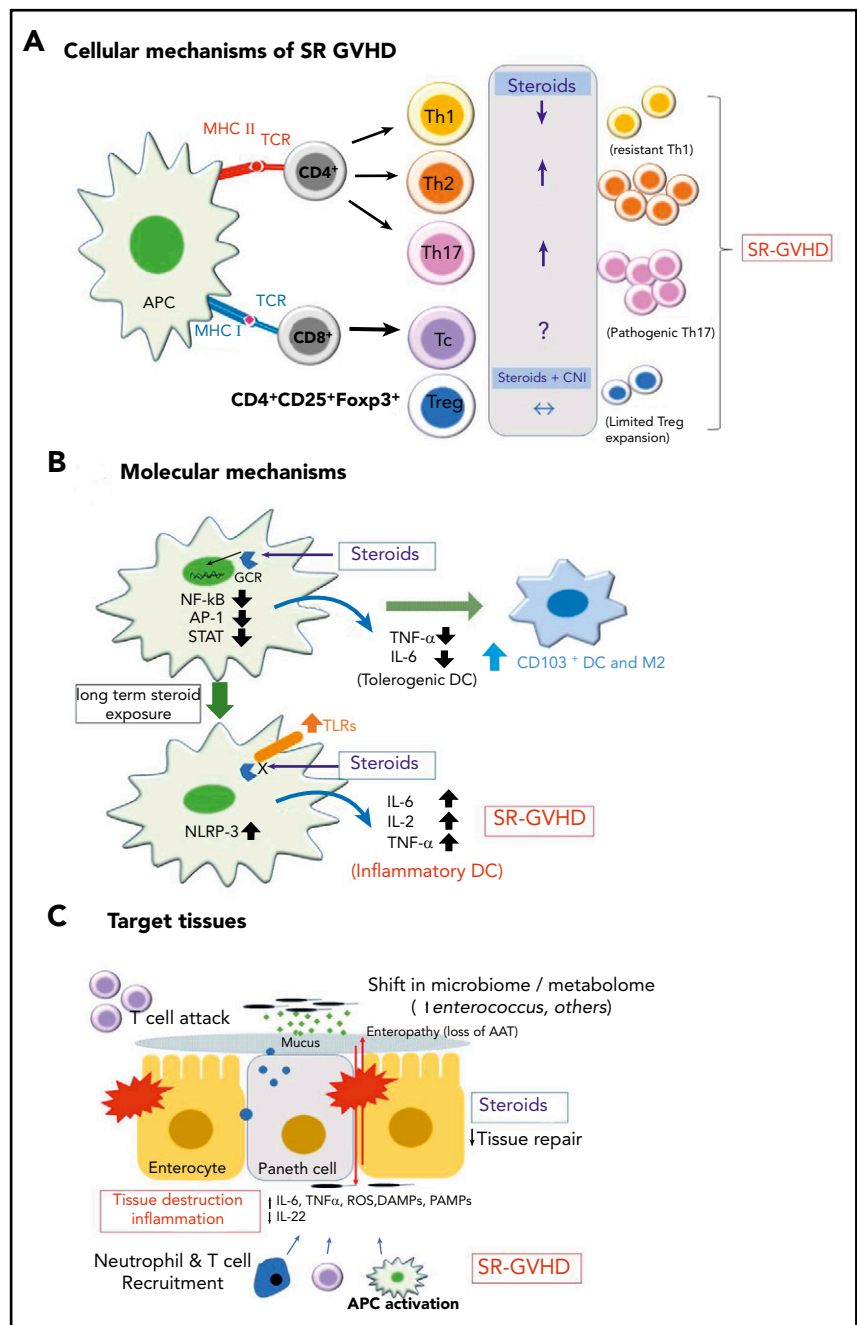 A Cellular mechanisms of SR GVHD
Steroids
MHC II
TCR
CD4+
Th1
(resistant Th1)
Th2
Th17
APC
TCR
MHC I
CD8+
Tc
?
(Pathogenic Th17)
SR-GVHD
Steroids + CNI
CD4+CD25+Foxp3+
Treg
↔
(Limited Treg
expansion)
B Molecular mechanisms
Steroids
GCR
NF-kB
AP-1
STAT
TNF-α
IL-6
(Tolerogenic DC)
CD103 + DC and M2
long term steroid
exposure
TLRs
X
Steroids
NLRP-3
IL-6
IL-2
TNF-α
SR-GVHD
(Inflammatory DC)
C Target tissues
T cell attack
Shift in microbiome / metabolome
(↑enterococcus, others)
Enteropathy (loss of AAT)
Mucus
Steroids
↓Tissue repair
Enterocyte
Paneth cell
Tissue destruction
inflammation
↑ IL-6, TNFα, ROS,DAMPs, PAMPs
↓ IL-22
Neutrophil & T cell
Recruitment
SR-GVHD
APC activation